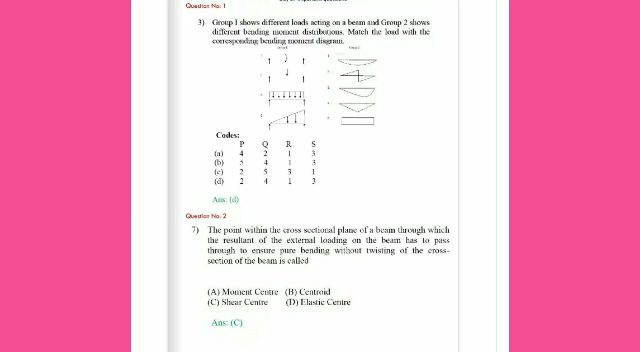 Question No: 1
3) Group I shows different loads acting on a beam and Group 2 shows
different bending moment distributions. Match the load with the
corresponding bending moment diagram.
Codes:
P Q R S
(a) 4 2 1 3
(b) 5 4 1 3
(c) 2 5 3 1
(d) 2 4 1 3
Ans: (d)
Question No: 2
7) The point within the cross sectional plane of a beam through which
the resultant of the external loading on the beam has to pass
through to ensure pure bending without twisting of the cross-
section of the beam is called
(A) Moment Centre (B) Centroid
(C) Shear Centre (D) Elastic Centre
Ans: (C)